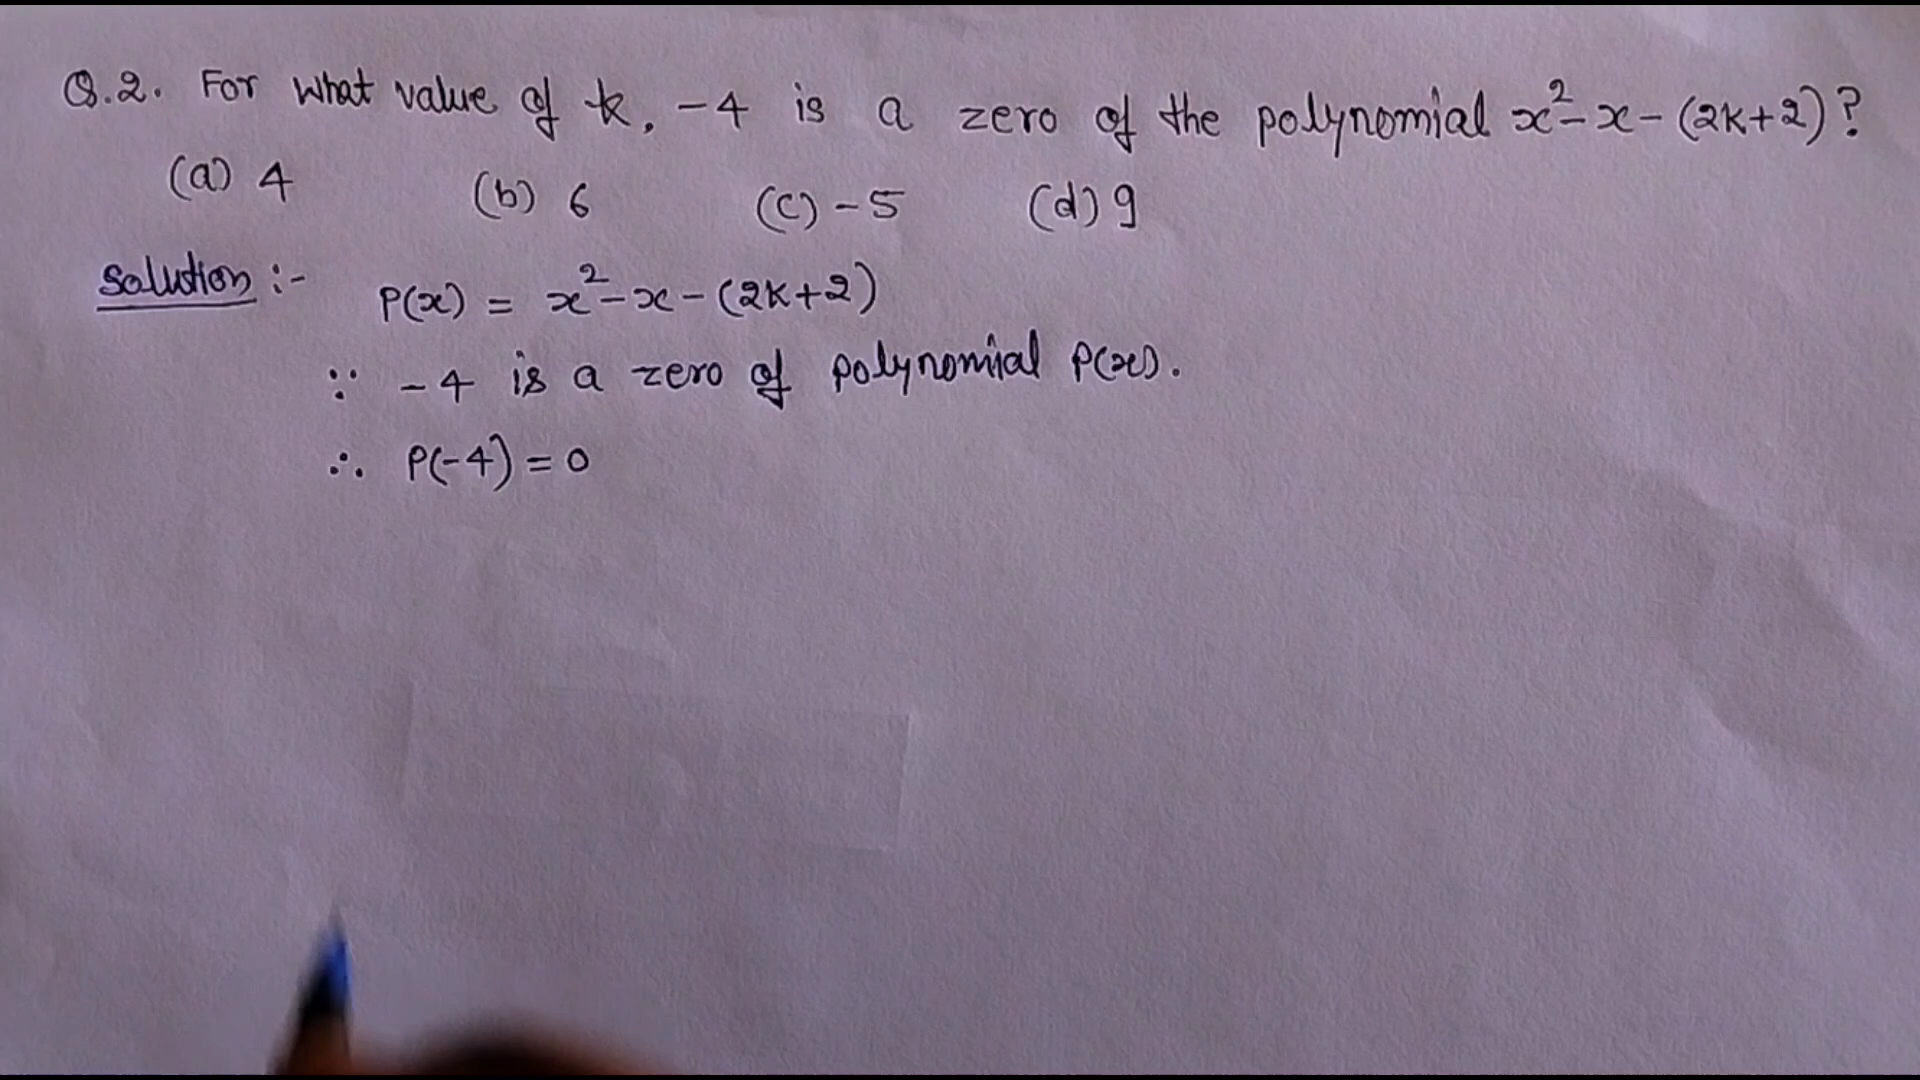 Q.2. For what value of k, -4 is a zero of the polynomial x²-x-(2k+2)?
(a) 4 (b) 6 (c) -5 (d) 9
Solution :- P(x) = x²-x-(2k+2)
∵ -4 is a zero of polynomial P(x).
∴ P(-4) = 0